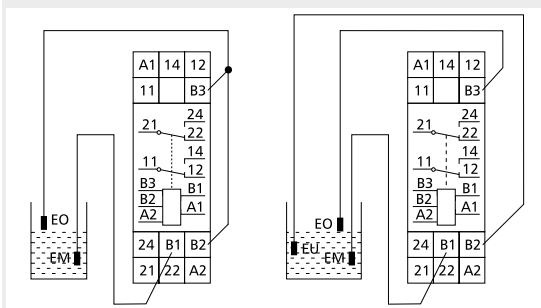 A1 14 12
11 B3
24
21 22
14
11 12
B3 B1
B2 A1
A2
24 B1 B2
21 22 A2
EO
EM
A1 14 12
11 B3
24
21 22
14
11 12
B3 B1
B2 A1
A2
24 B1 B2
21 22 A2
EO
EU
EM